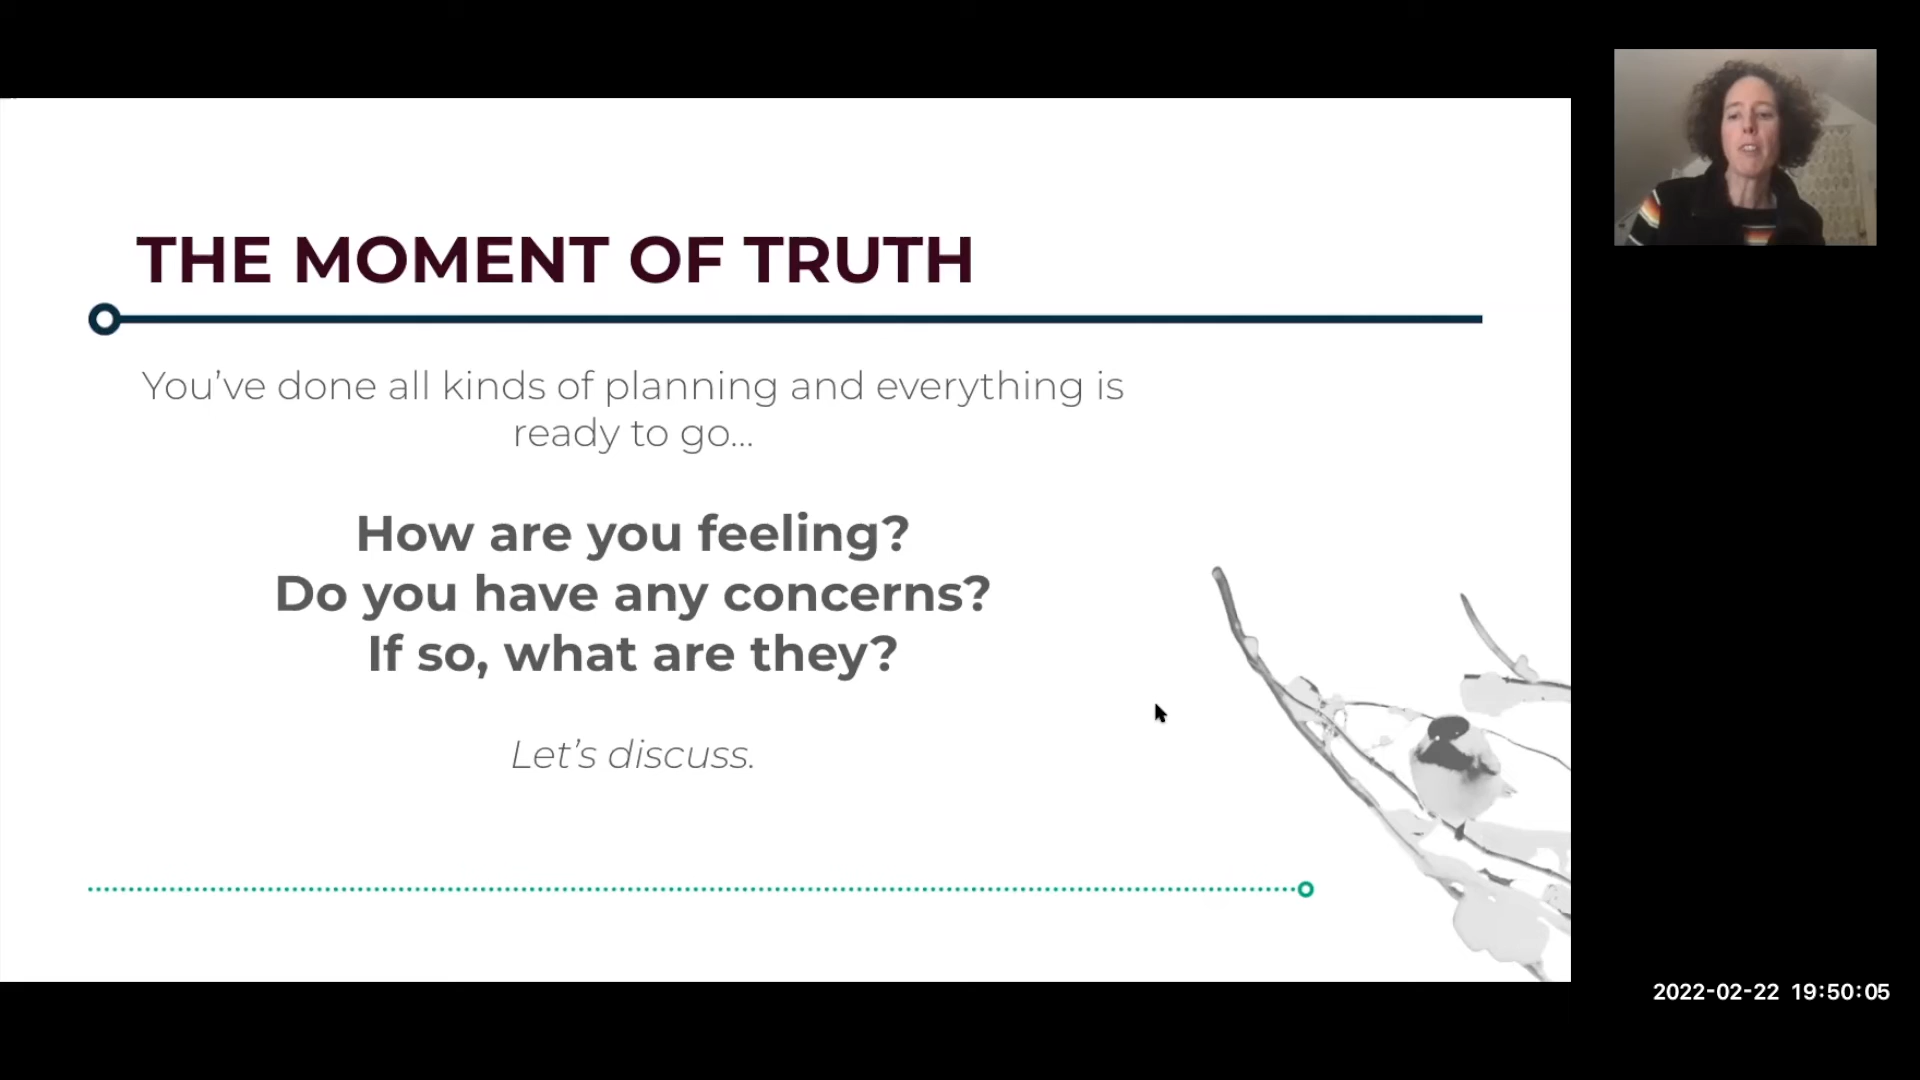 THE MOMENT OF TRUTH
You’ve done all kinds of planning and everything is
ready to go...
How are you feeling?
Do you have any concerns?
If so, what are they?
Let’s discuss.
2022-02-22 19:50:05